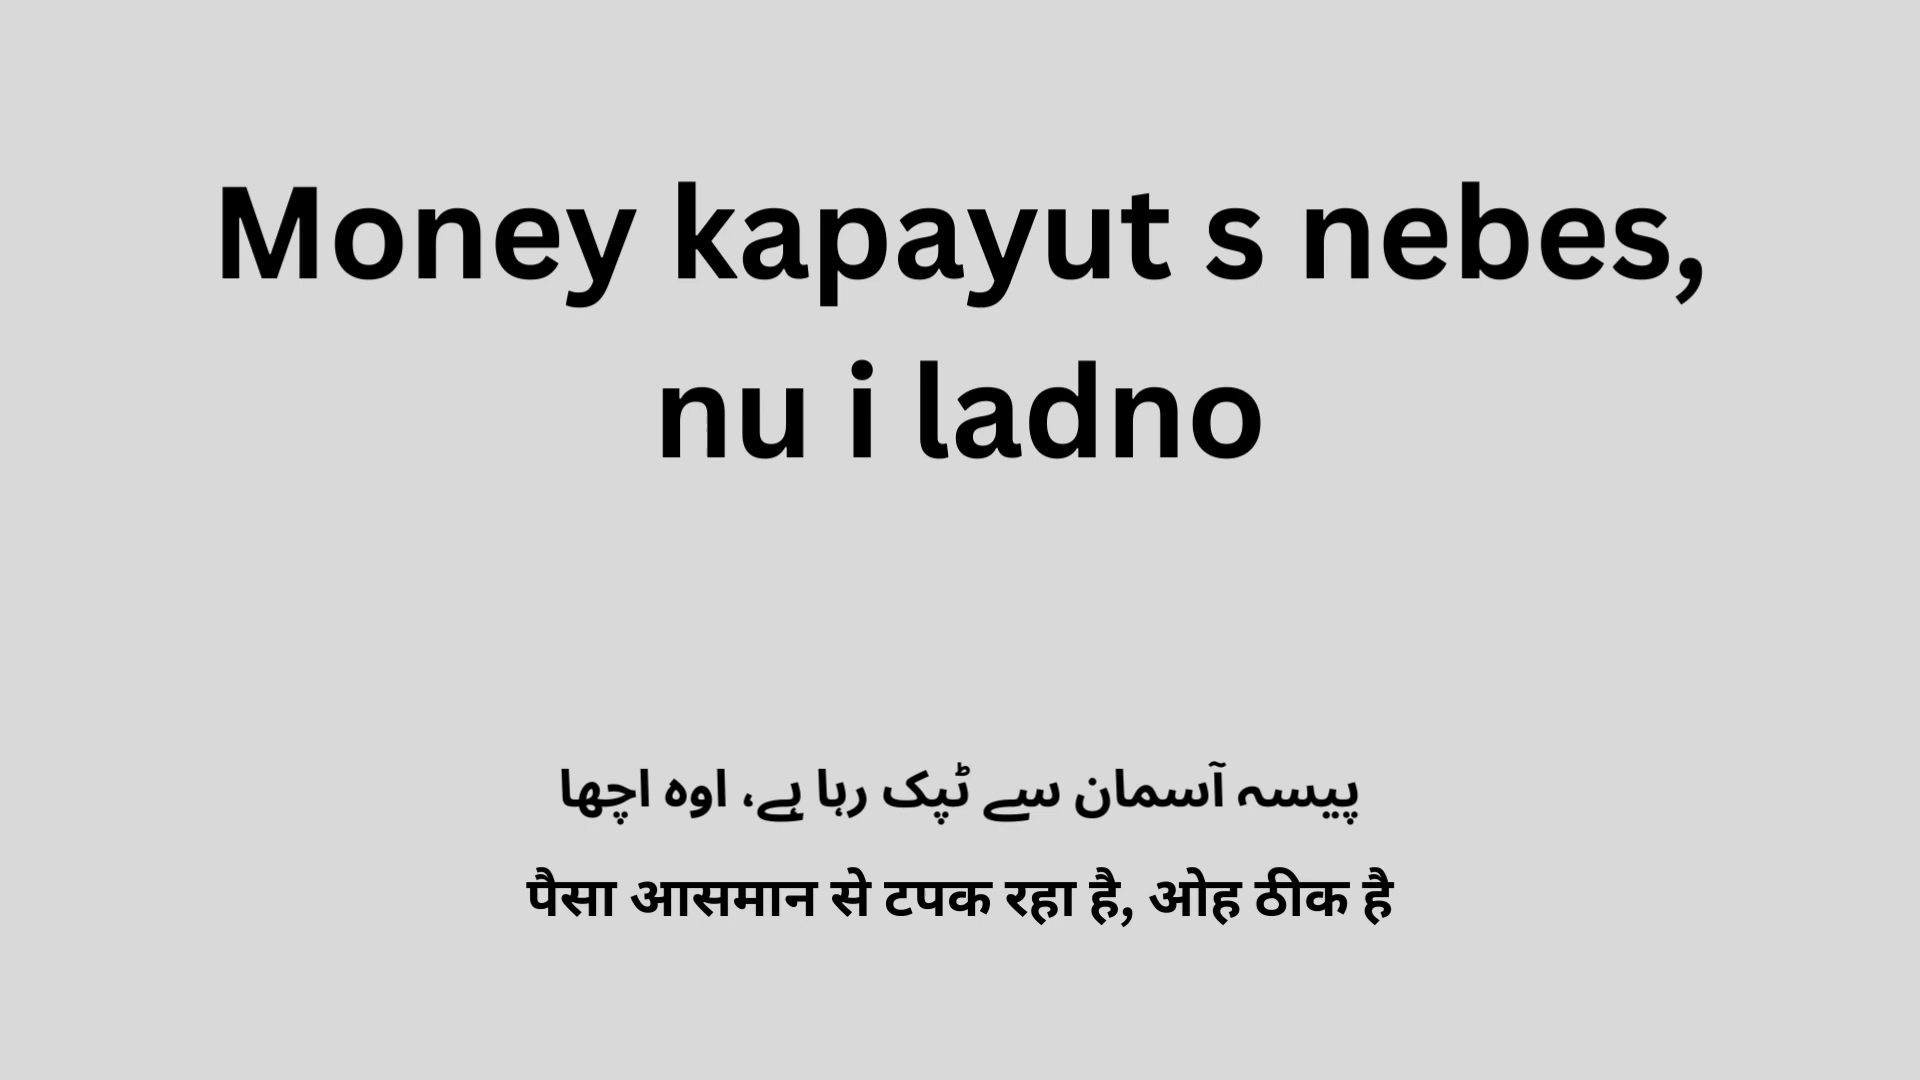 Money kapayut s nebes,
nu i ladno
پیسہ آسمان سے ٹپک رہا ہے، اوہ اچھا
पैसा आसमान से टपक रहा है, ओह ठीक है